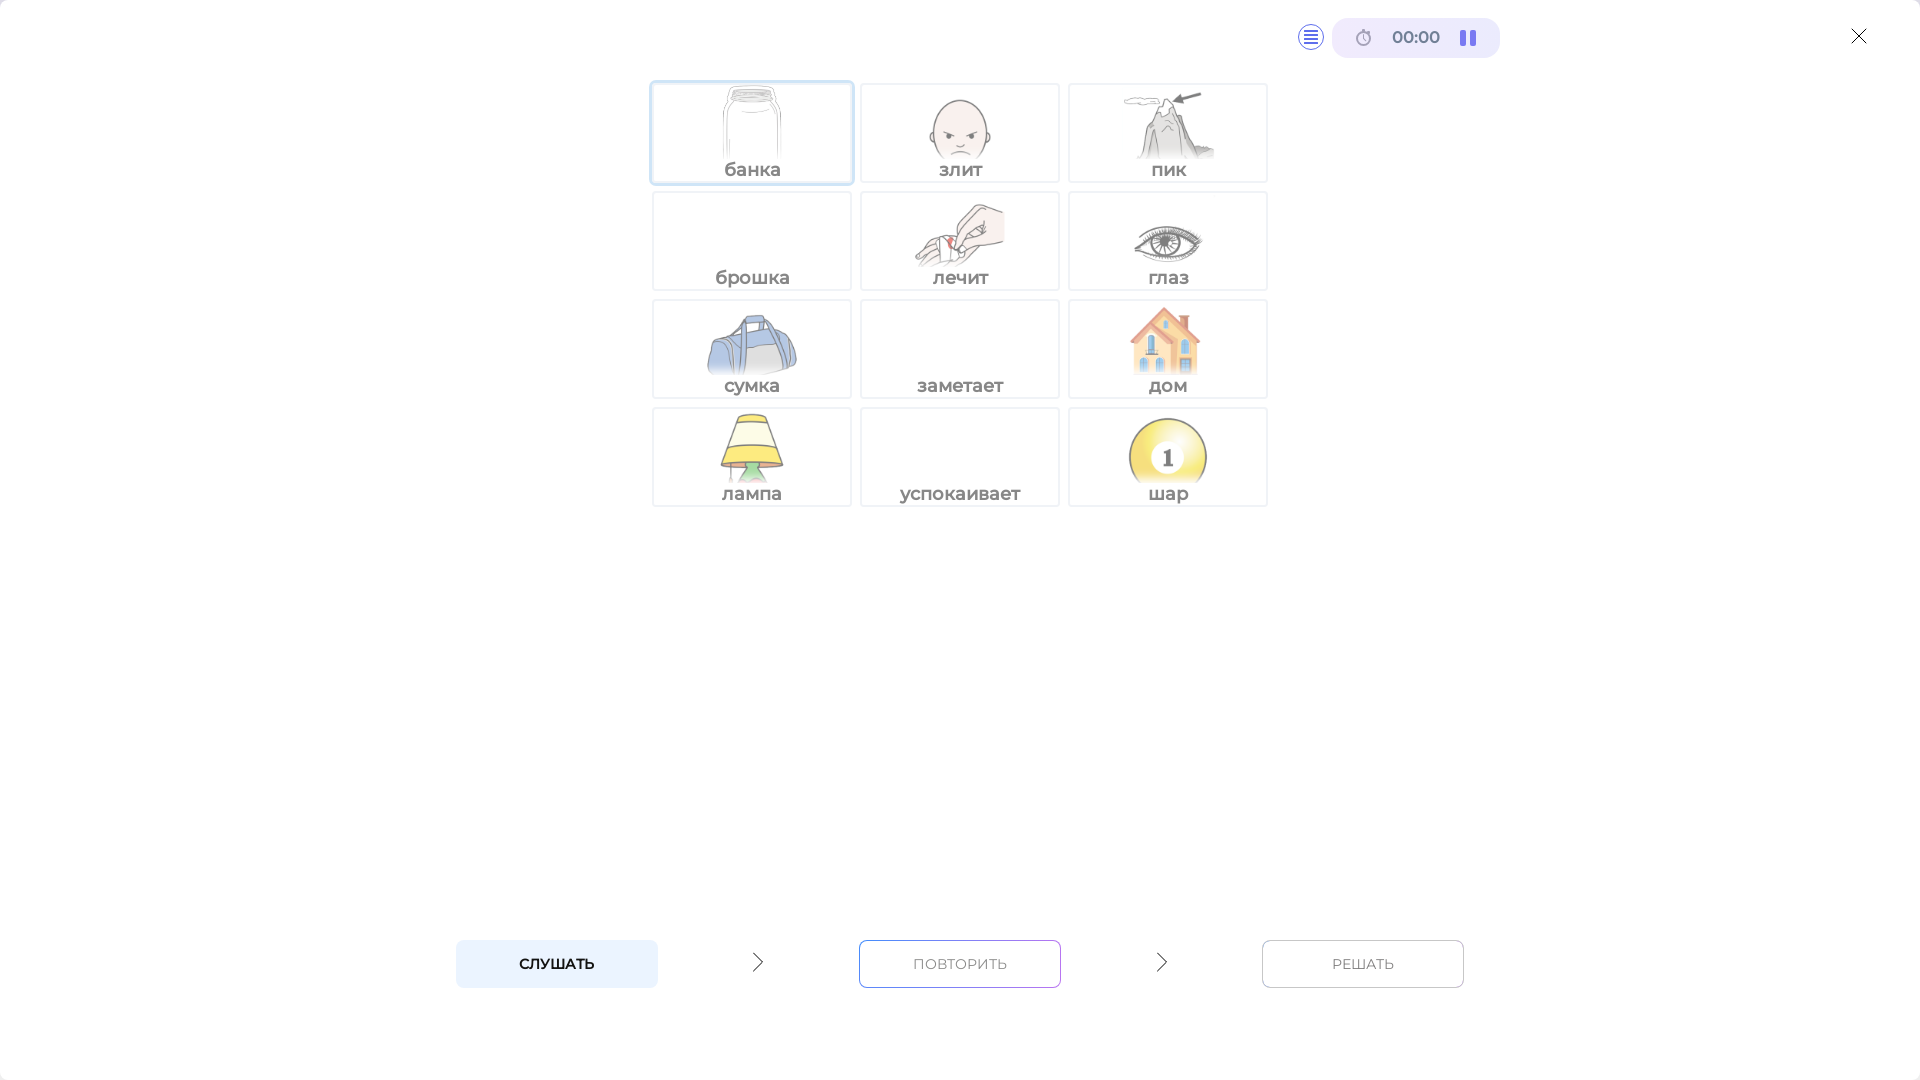 00:00
банка
злит
пик
брошка
лечит
глаз
сумка
заметает
дом
лампа
успокаивает
1
шар
СЛУШАТЬ
ПОВТОРИТЬ
РЕШАТЬ